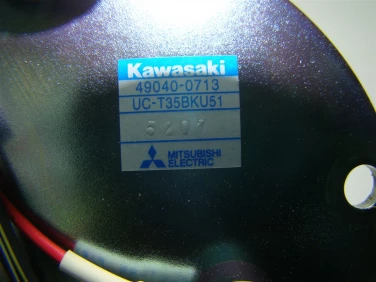 Kawasaki
49040-0713
UC-T35BKU51
MITSUBISHI
ELECTRIC